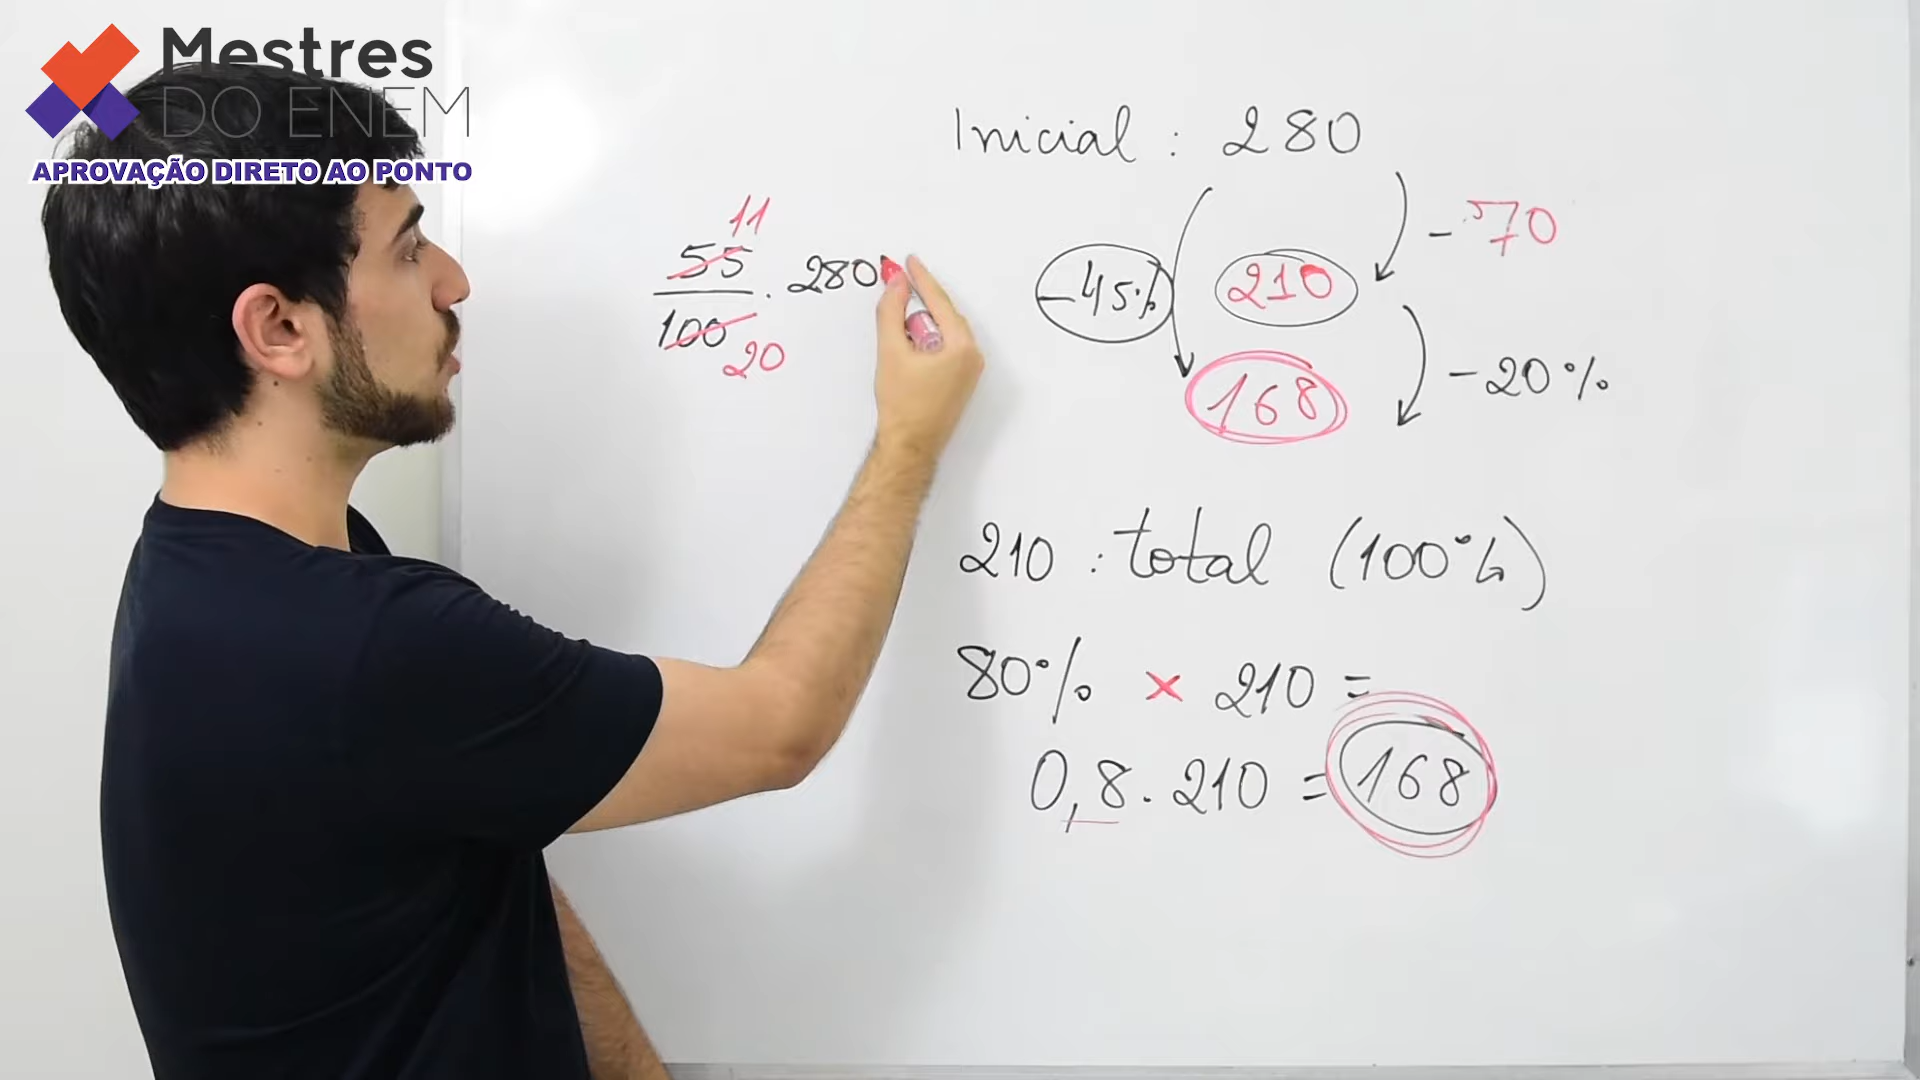 Mestres
DO ENEM
APROVAÇÃO DIRETO AO PONTO
11
55
100
20
. 280
Inicial : 280
- 70
-45%
210
168
-20%
210 : total (100%)
80% × 210 =
0,8 . 210 = 168